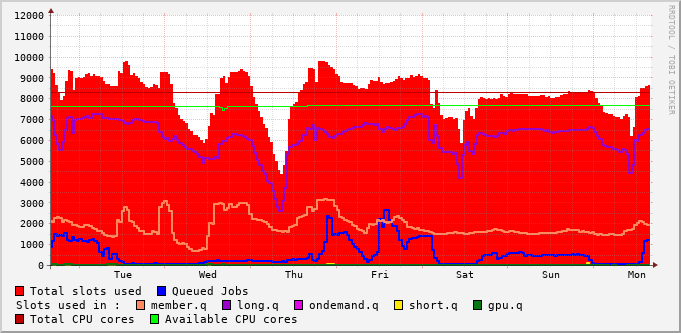 12000
11000
10000
9000
8000
7000
6000
5000
4000
3000
2000
1000
0
Tue Wed Thu Fri Sat Sun Mon
RRDTOOL / TOBI OETIKER
Total slots used Queued Jobs
Slots used in : member.q long.q ondemand.q short.q gpu.q
Total CPU cores Available CPU cores